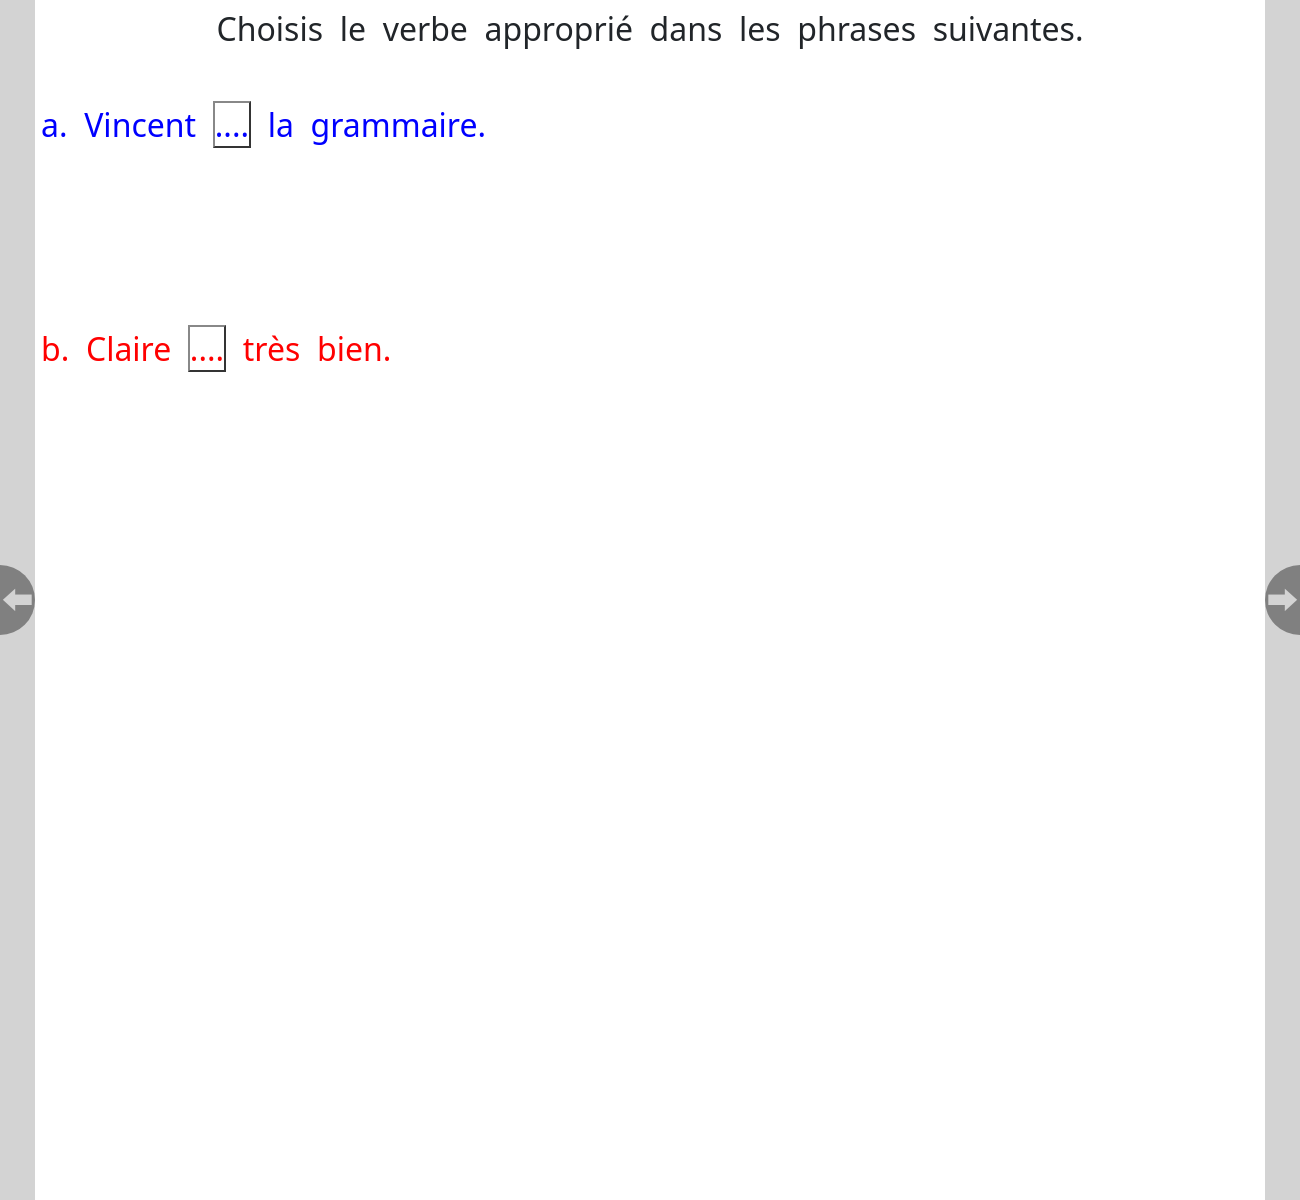 Choisis le verbe approprié dans les phrases suivantes.
a. Vincent .... la grammaire.
b. Claire .... très bien.